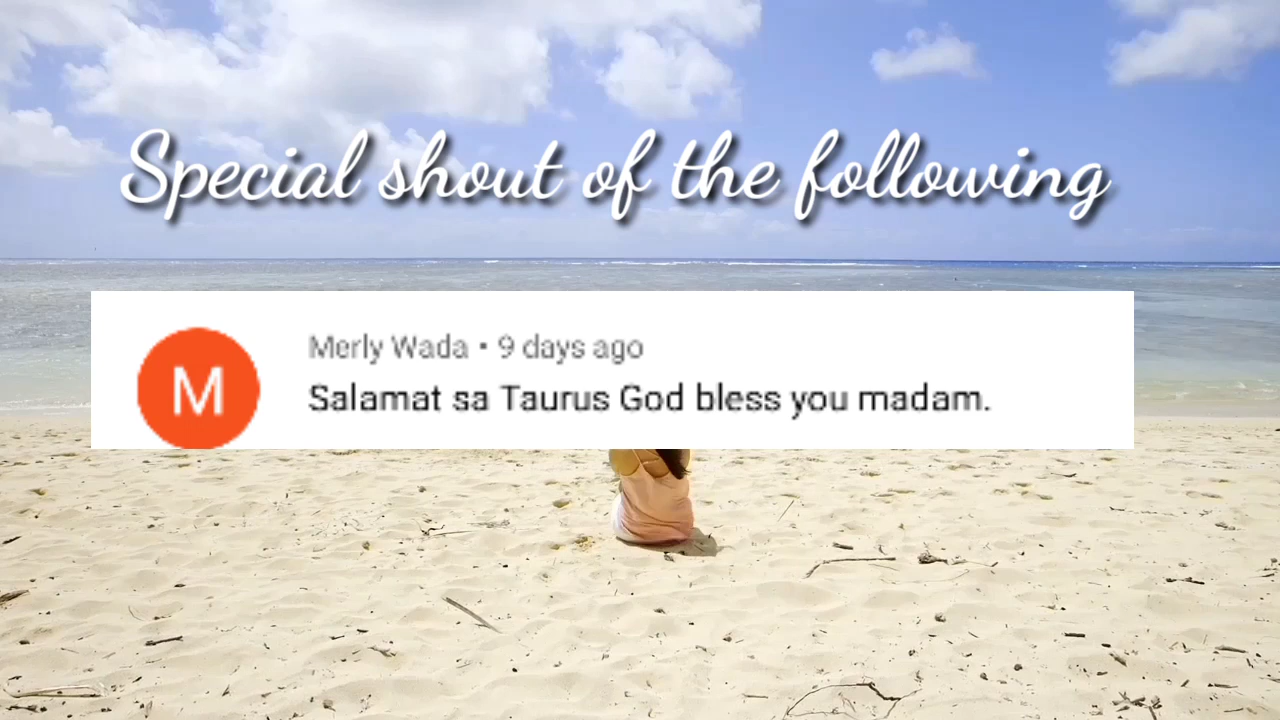 Special shout of the following
M
Merly Wada • 9 days ago
Salamat sa Taurus God bless you madam.